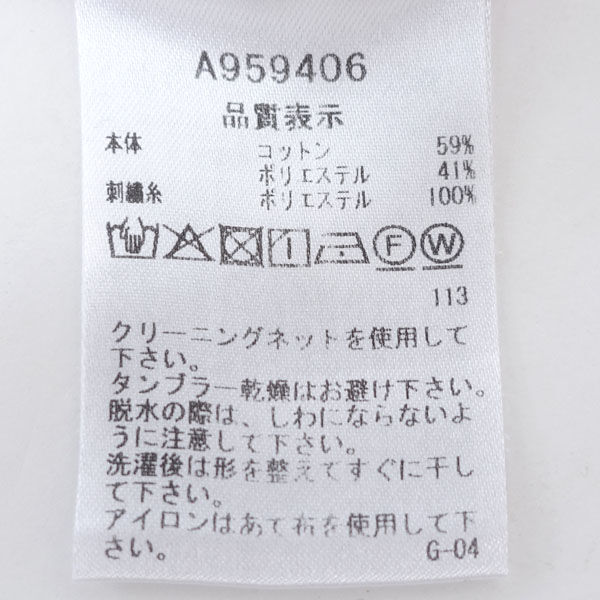 A959406
品質表示
本体 コットン 59%
ポリエステル 41%
刺繍糸 ポリエステル 100%
F W
113
クリーニングネットを使用して
下さい。
タンブラー乾燥はお避け下さい。
脱水の際は、しわにならないよ
うに注意して下さい。
洗濯後は形を整えてすぐに干し
て下さい。
アイロンはあて布を使用して下
さい。 G-04